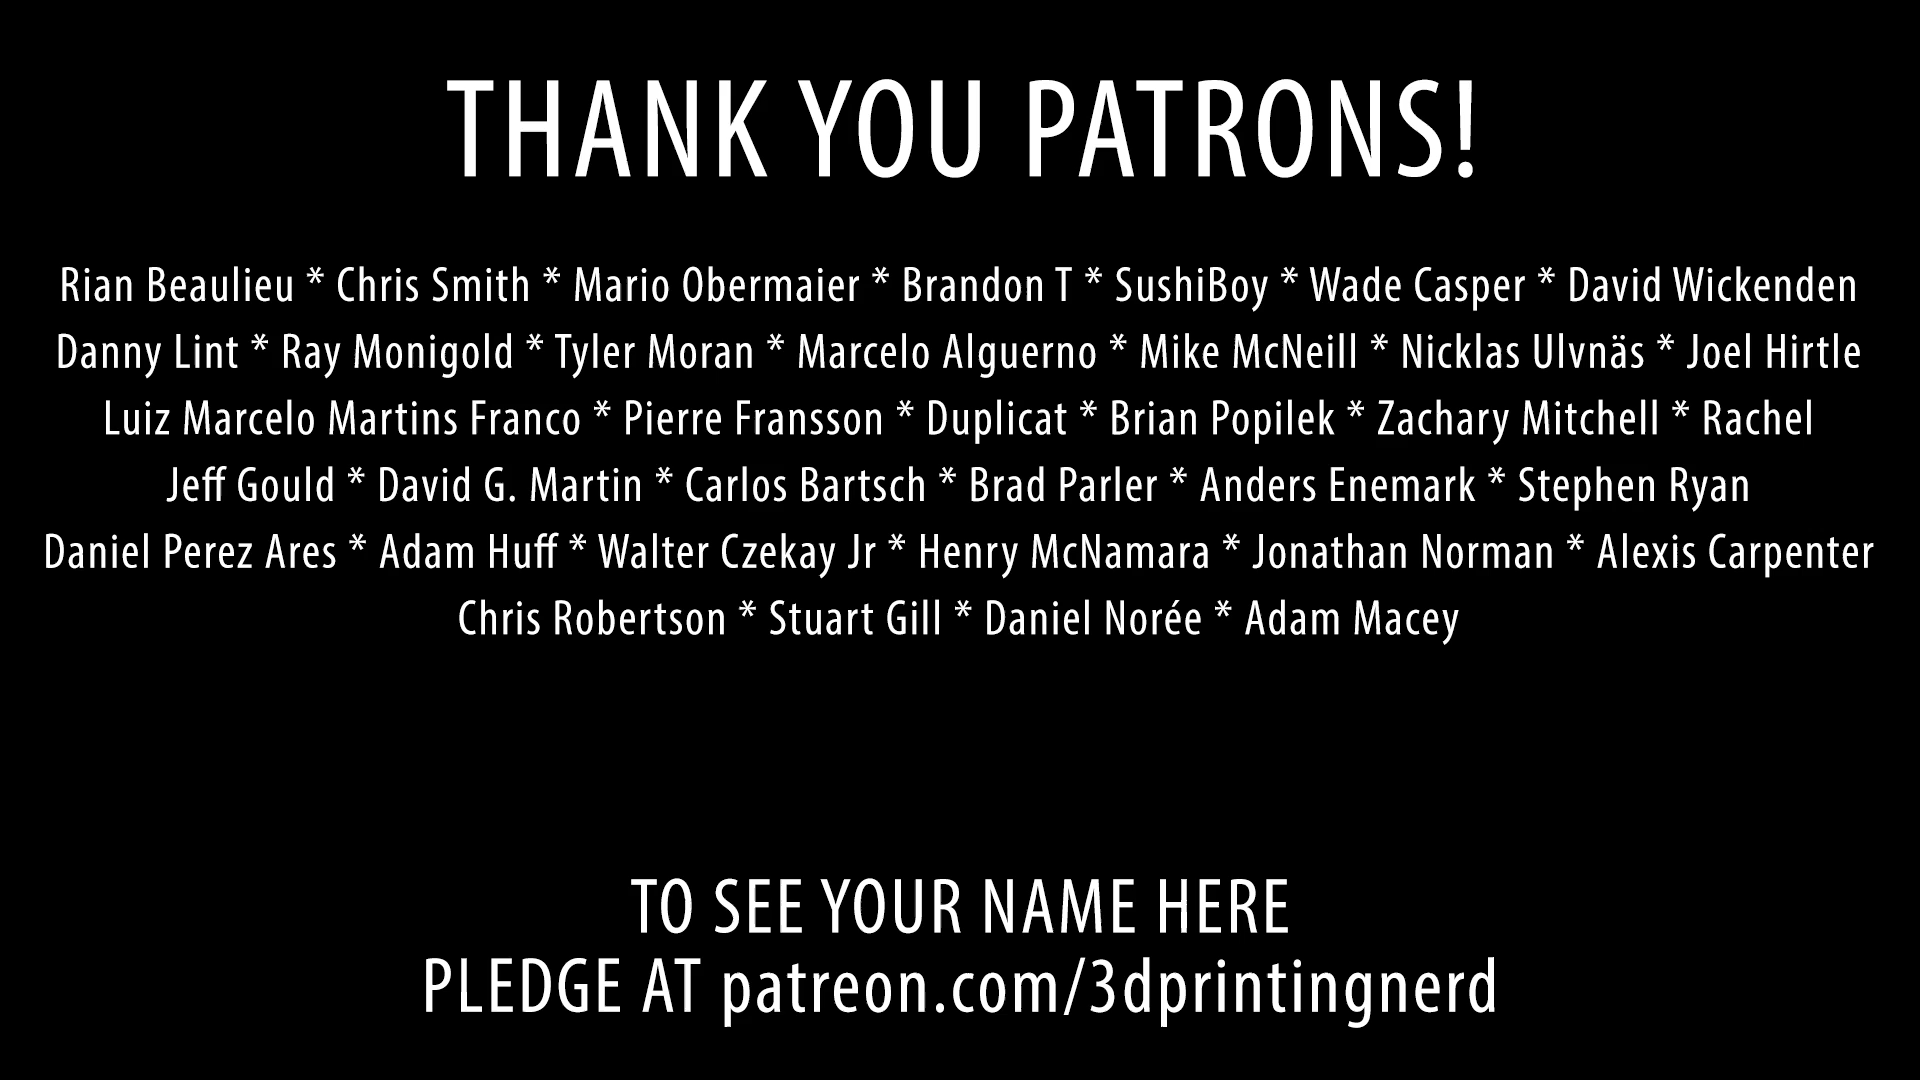 THANK YOU PATRONS!
Rian Beaulieu * Chris Smith * Mario Obermaier * Brandon T * SushiBoy * Wade Casper * David Wickenden
Danny Lint * Ray Monigold * Tyler Moran * Marcelo Alguerno * Mike McNeill * Nicklas Ulvnäs * Joel Hirtle
Luiz Marcelo Martins Franco * Pierre Fransson * Duplicat * Brian Popilek * Zachary Mitchell * Rachel
Jeff Gould * David G. Martin * Carlos Bartsch * Brad Parler * Anders Enemark * Stephen Ryan
Daniel Perez Ares * Adam Huff * Walter Czekay Jr * Henry McNamara * Jonathan Norman * Alexis Carpenter
Chris Robertson * Stuart Gill * Daniel Norée * Adam Macey
TO SEE YOUR NAME HERE
PLEDGE AT patreon.com/3dprintingnerd